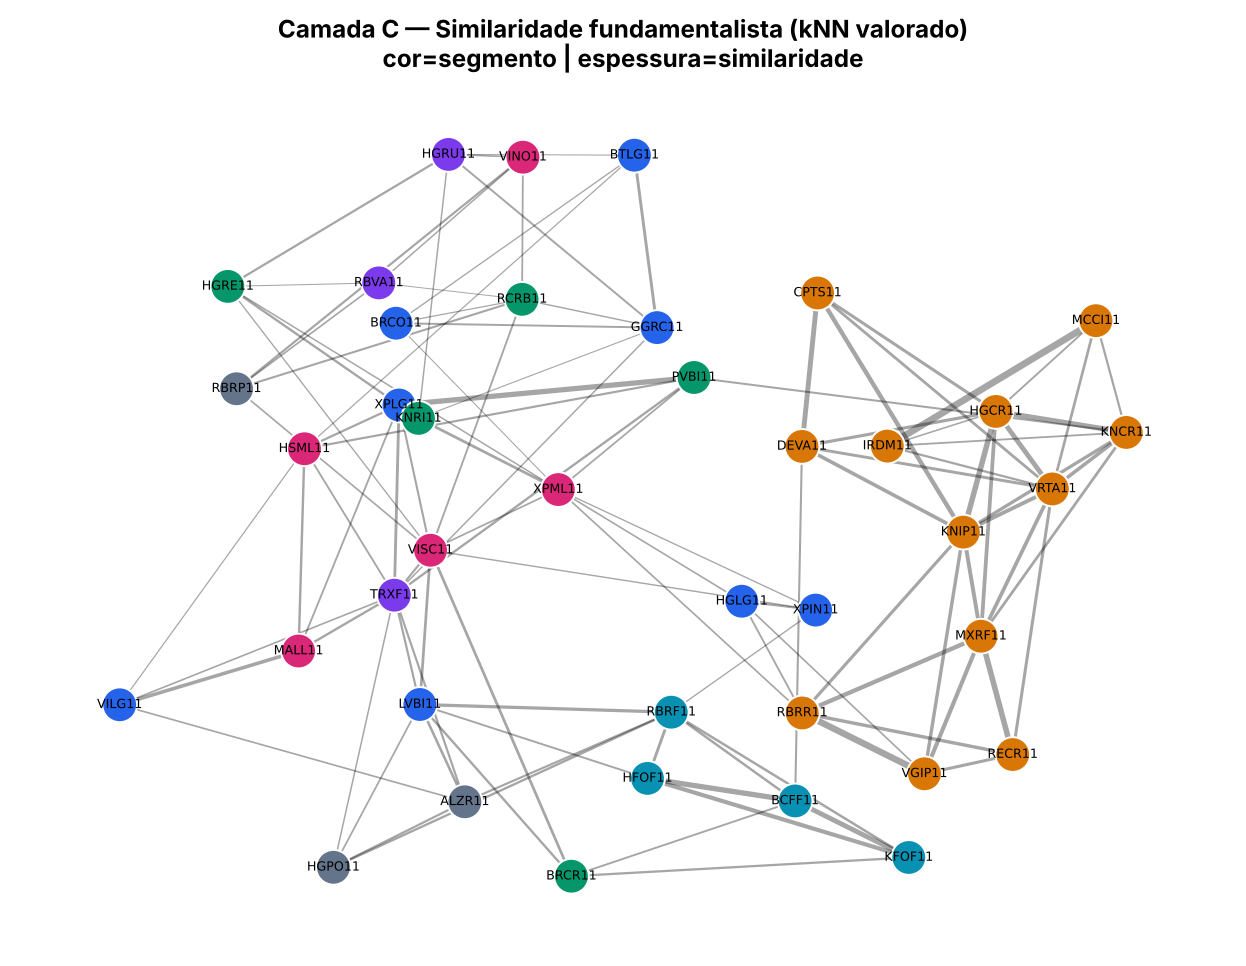 Camada C — Similaridade fundamentalista (kNN valorado)
cor=segmento | espessura=similaridade
HGRU11
VINO11
BTLG11
HGRE11
RBVA11
RCRB11
BRCO11
GGRC11
CPTS11
MCCI11
RBRP11
PVBI11
XPLG11
KNRI11
HGCR11
KNCR11
HSML11
DEVA11
IRDM11
XPML11
VRTA11
KNIP11
VISC11
TRXF11
HGLG11
XPIN11
MXRF11
MALL11
VILG11
LVBI11
RBRF11
RBRR11
RECR11
HFOF11
VGIP11
ALZR11
BCFF11
HGPO11
BRCR11
KFOF11